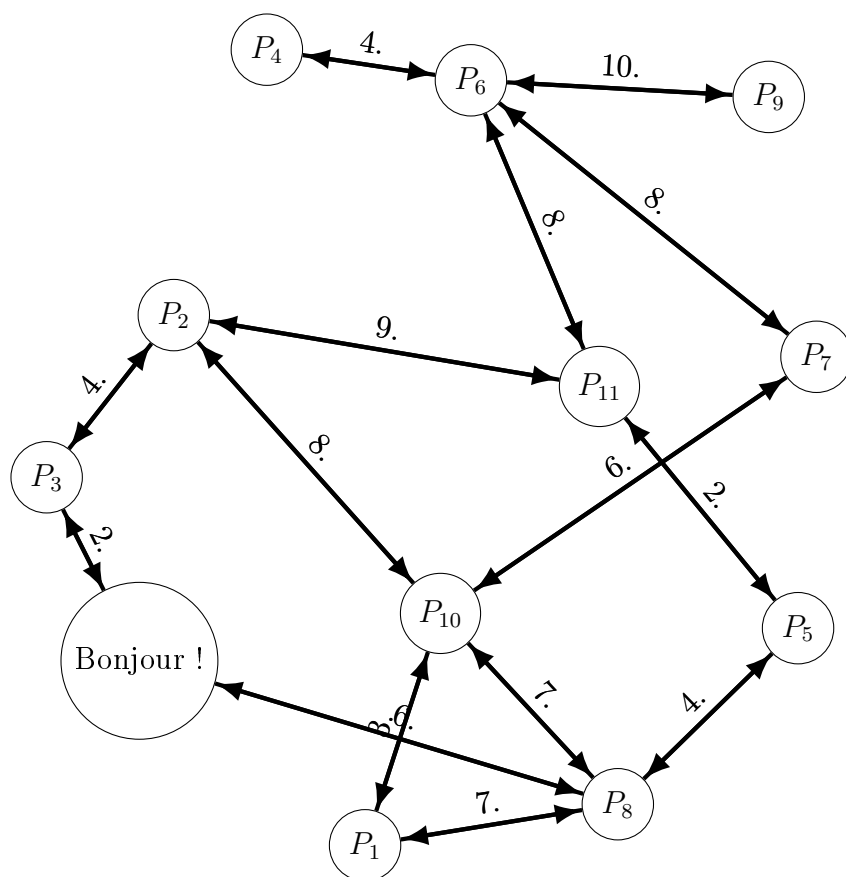 P₄
4.
P₆
10.
P₉
8.
8.
P₂
9.
P₇
P₁₁
4.
8.
6.
P₃
2.
2.
P₁₀
P₅
Bonjour !
7.
4.
3.
6.
7.
P₈
P₁